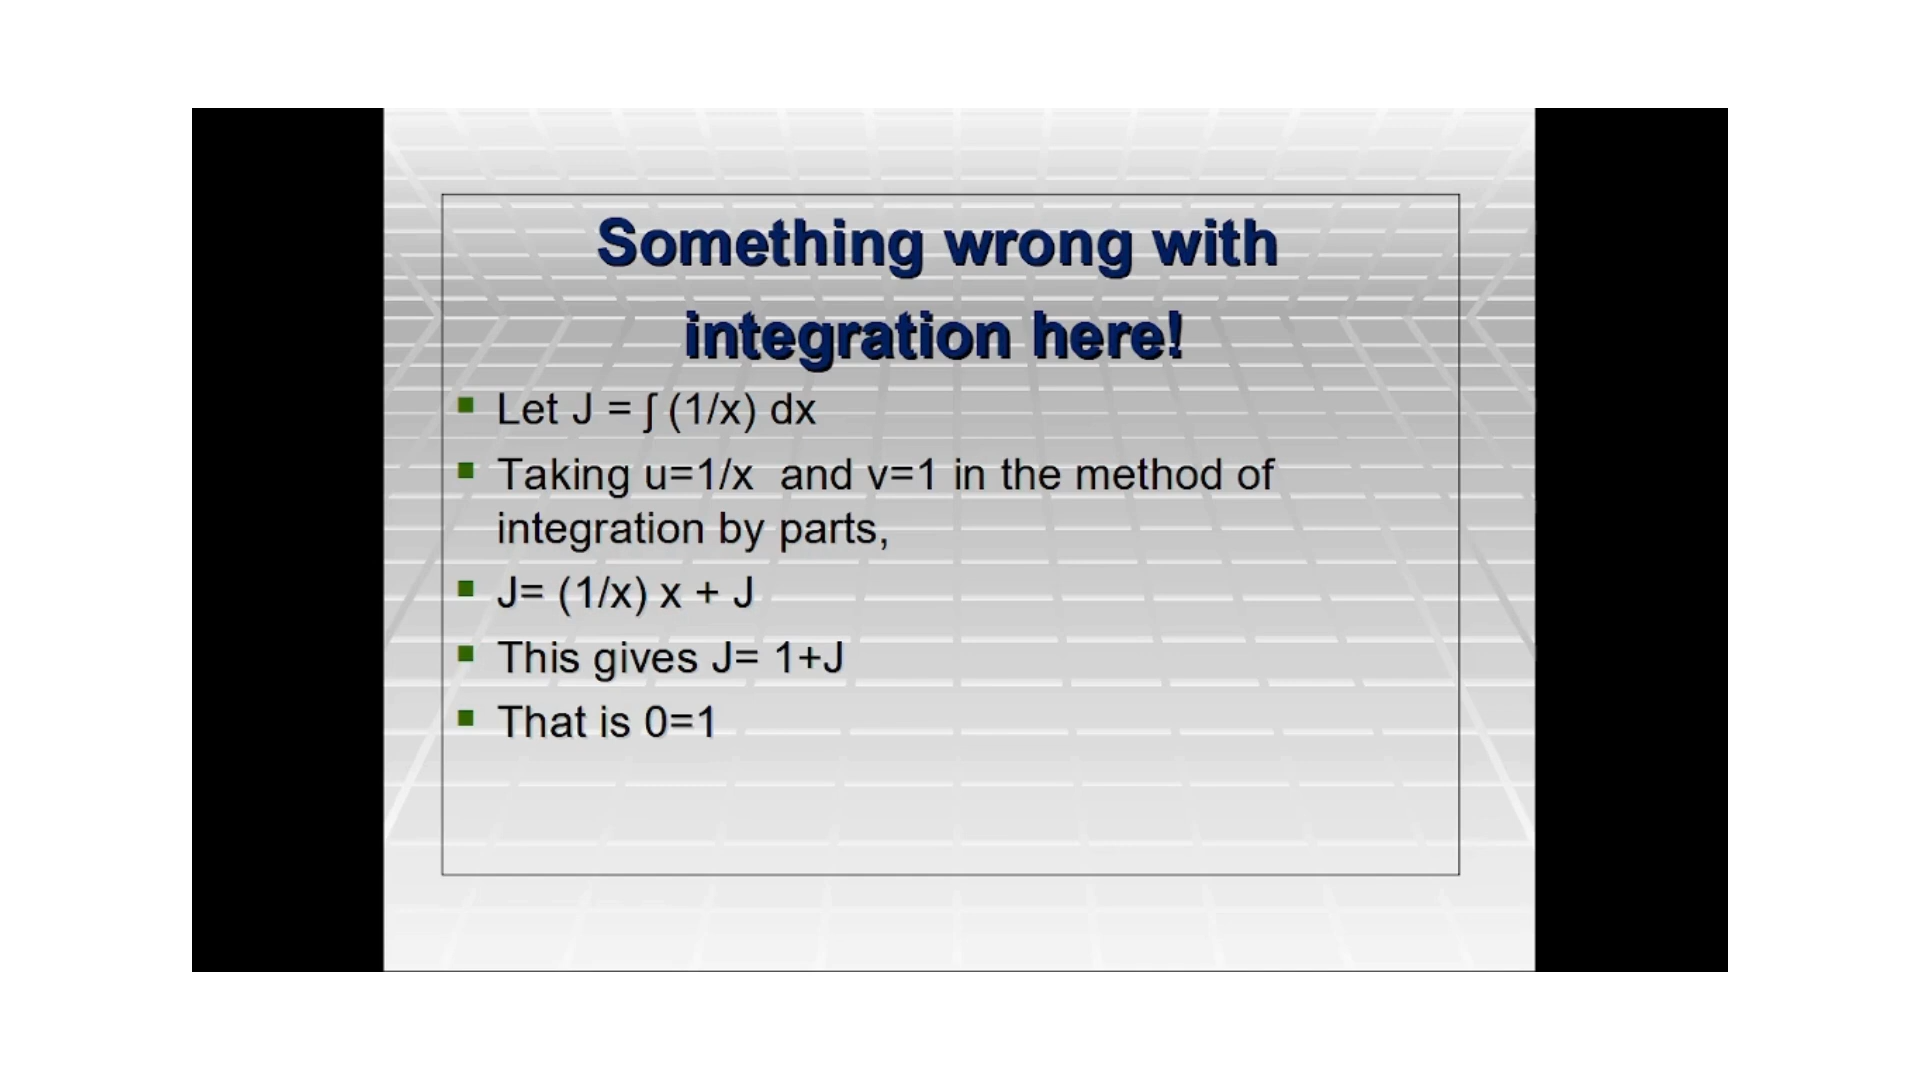 Something wrong with
integration here!
Let J = ∫ (1/x) dx
Taking u=1/x and v=1 in the method of
integration by parts,
J= (1/x) x + J
This gives J= 1+J
That is 0=1